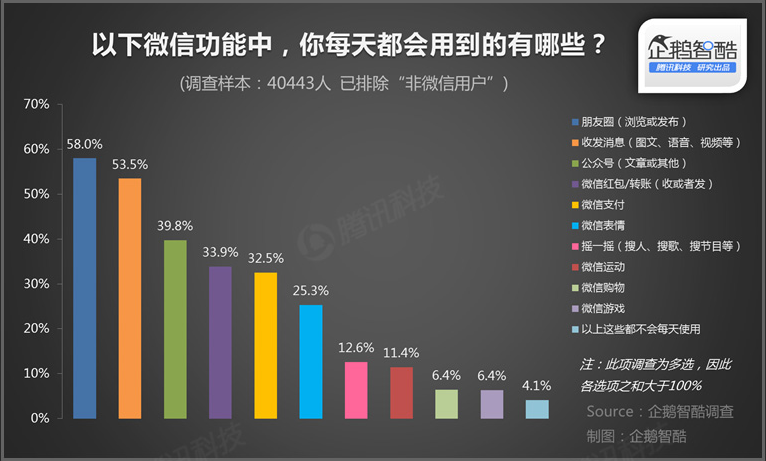 以下微信功能中，你每天都会用到的有哪些？
(调查样本：40443人 已排除“非微信用户”)
企鹅智酷
腾讯科技 研究出品
70%
60%
50%
40%
30%
20%
10%
0%
58.0%
53.5%
39.8%
33.9%
32.5%
25.3%
12.6%
11.4%
6.4%
6.4%
4.1%
朋友圈（浏览或发布）
收发消息（图文、语音、视频等）
公众号（文章或其他）
微信红包/转账（收或者发）
微信支付
微信表情
摇一摇（搜人、搜歌、搜节目等）
微信运动
微信购物
微信游戏
以上这些都不会每天使用
注：此项调查为多选，因此
各选项之和大于100%
Source：企鹅智酷调查
制图：企鹅智酷
腾讯科技
腾讯科技